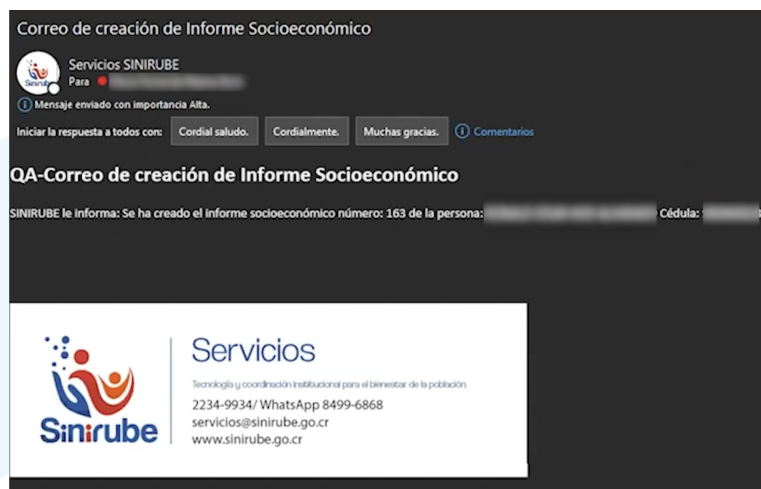 Correo de creación de Informe Socioeconómico
Servicios SINIRUBE
Para
Mensaje enviado con importancia Alta.
Iniciar la respuesta a todos con: Cordial saludo. Cordialmente. Muchas gracias. Comentarios
QA-Correo de creación de Informe Socioeconómico
SINIRUBE le informa: Se ha creado el informe socioeconómico número: 163 de la persona: Cédula:
Servicios
Tecnología y coordinación institucional para el bienestar de la población.
2234-9934/ WhatsApp 8499-6868
servicios@sinirube.go.cr
www.sinirube.go.cr
Sinirube